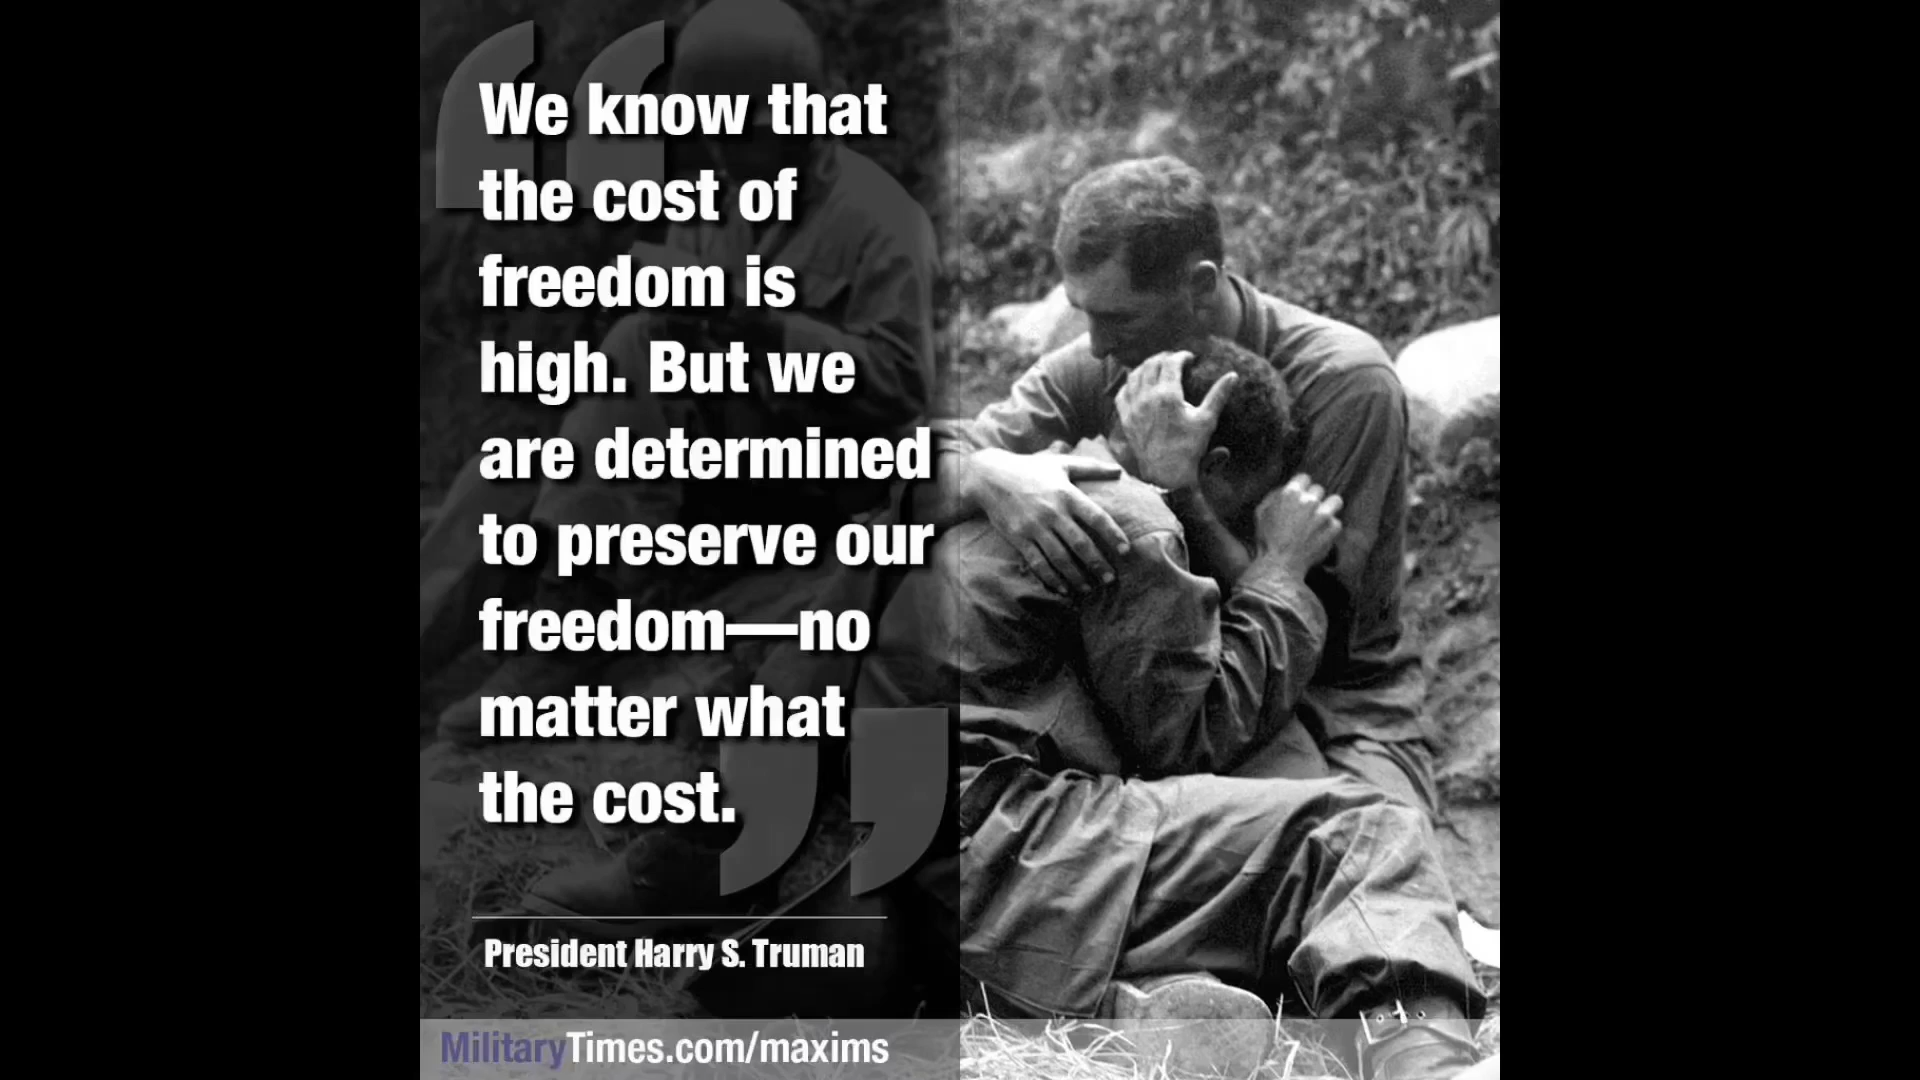 We know that
the cost of
freedom is
high. But we
are determined
to preserve our
freedom—no
matter what
the cost.
President Harry S. Truman
MilitaryTimes.com/maxims